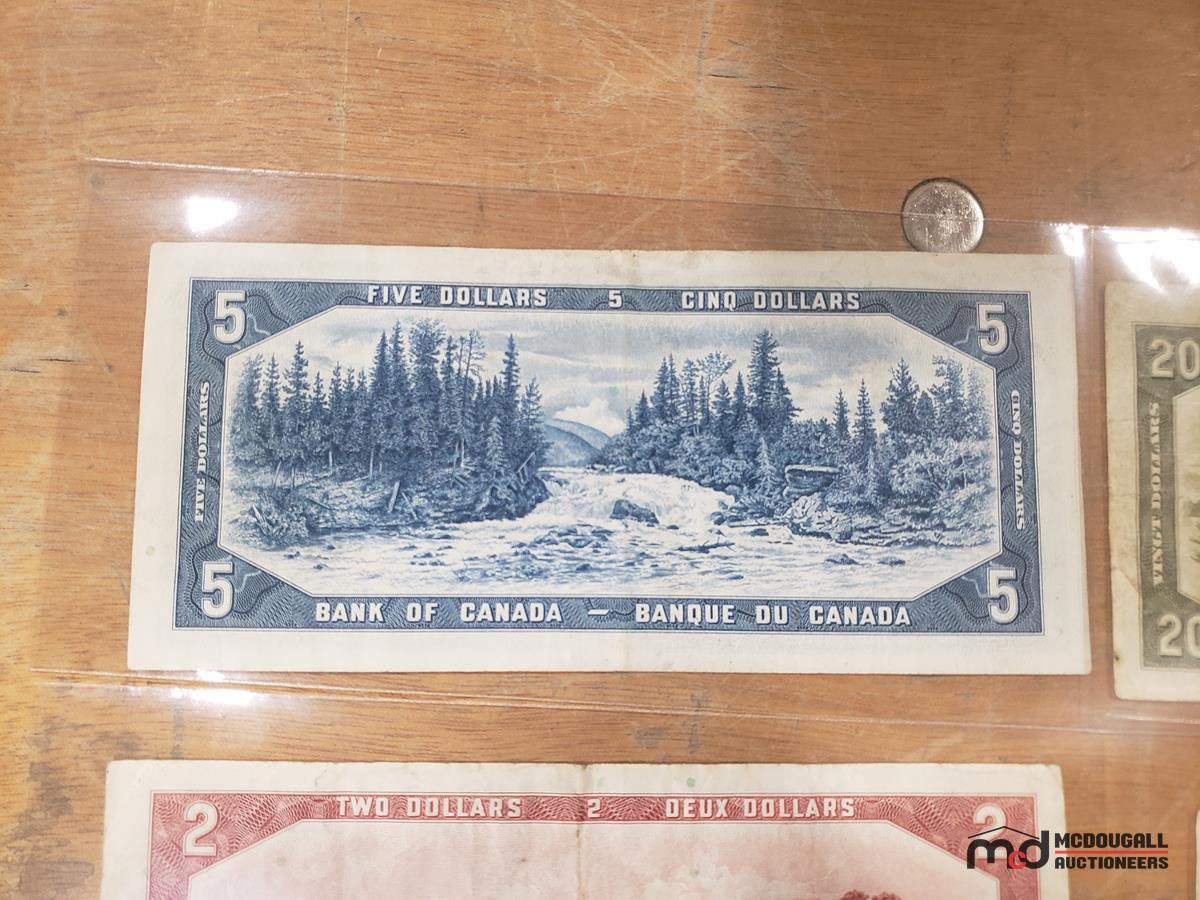 FIVE DOLLARS 5 CINQ DOLLARS
5 5
FIVE DOLLARS
CINQ DOLLARS
5 5
BANK OF CANADA — BANQUE DU CANADA
20
VINGT DOLLARS
20
TWO DOLLARS 2 DEUX DOLLARS
2 2
mcd MCDOUGALL
AUCTIONEERS